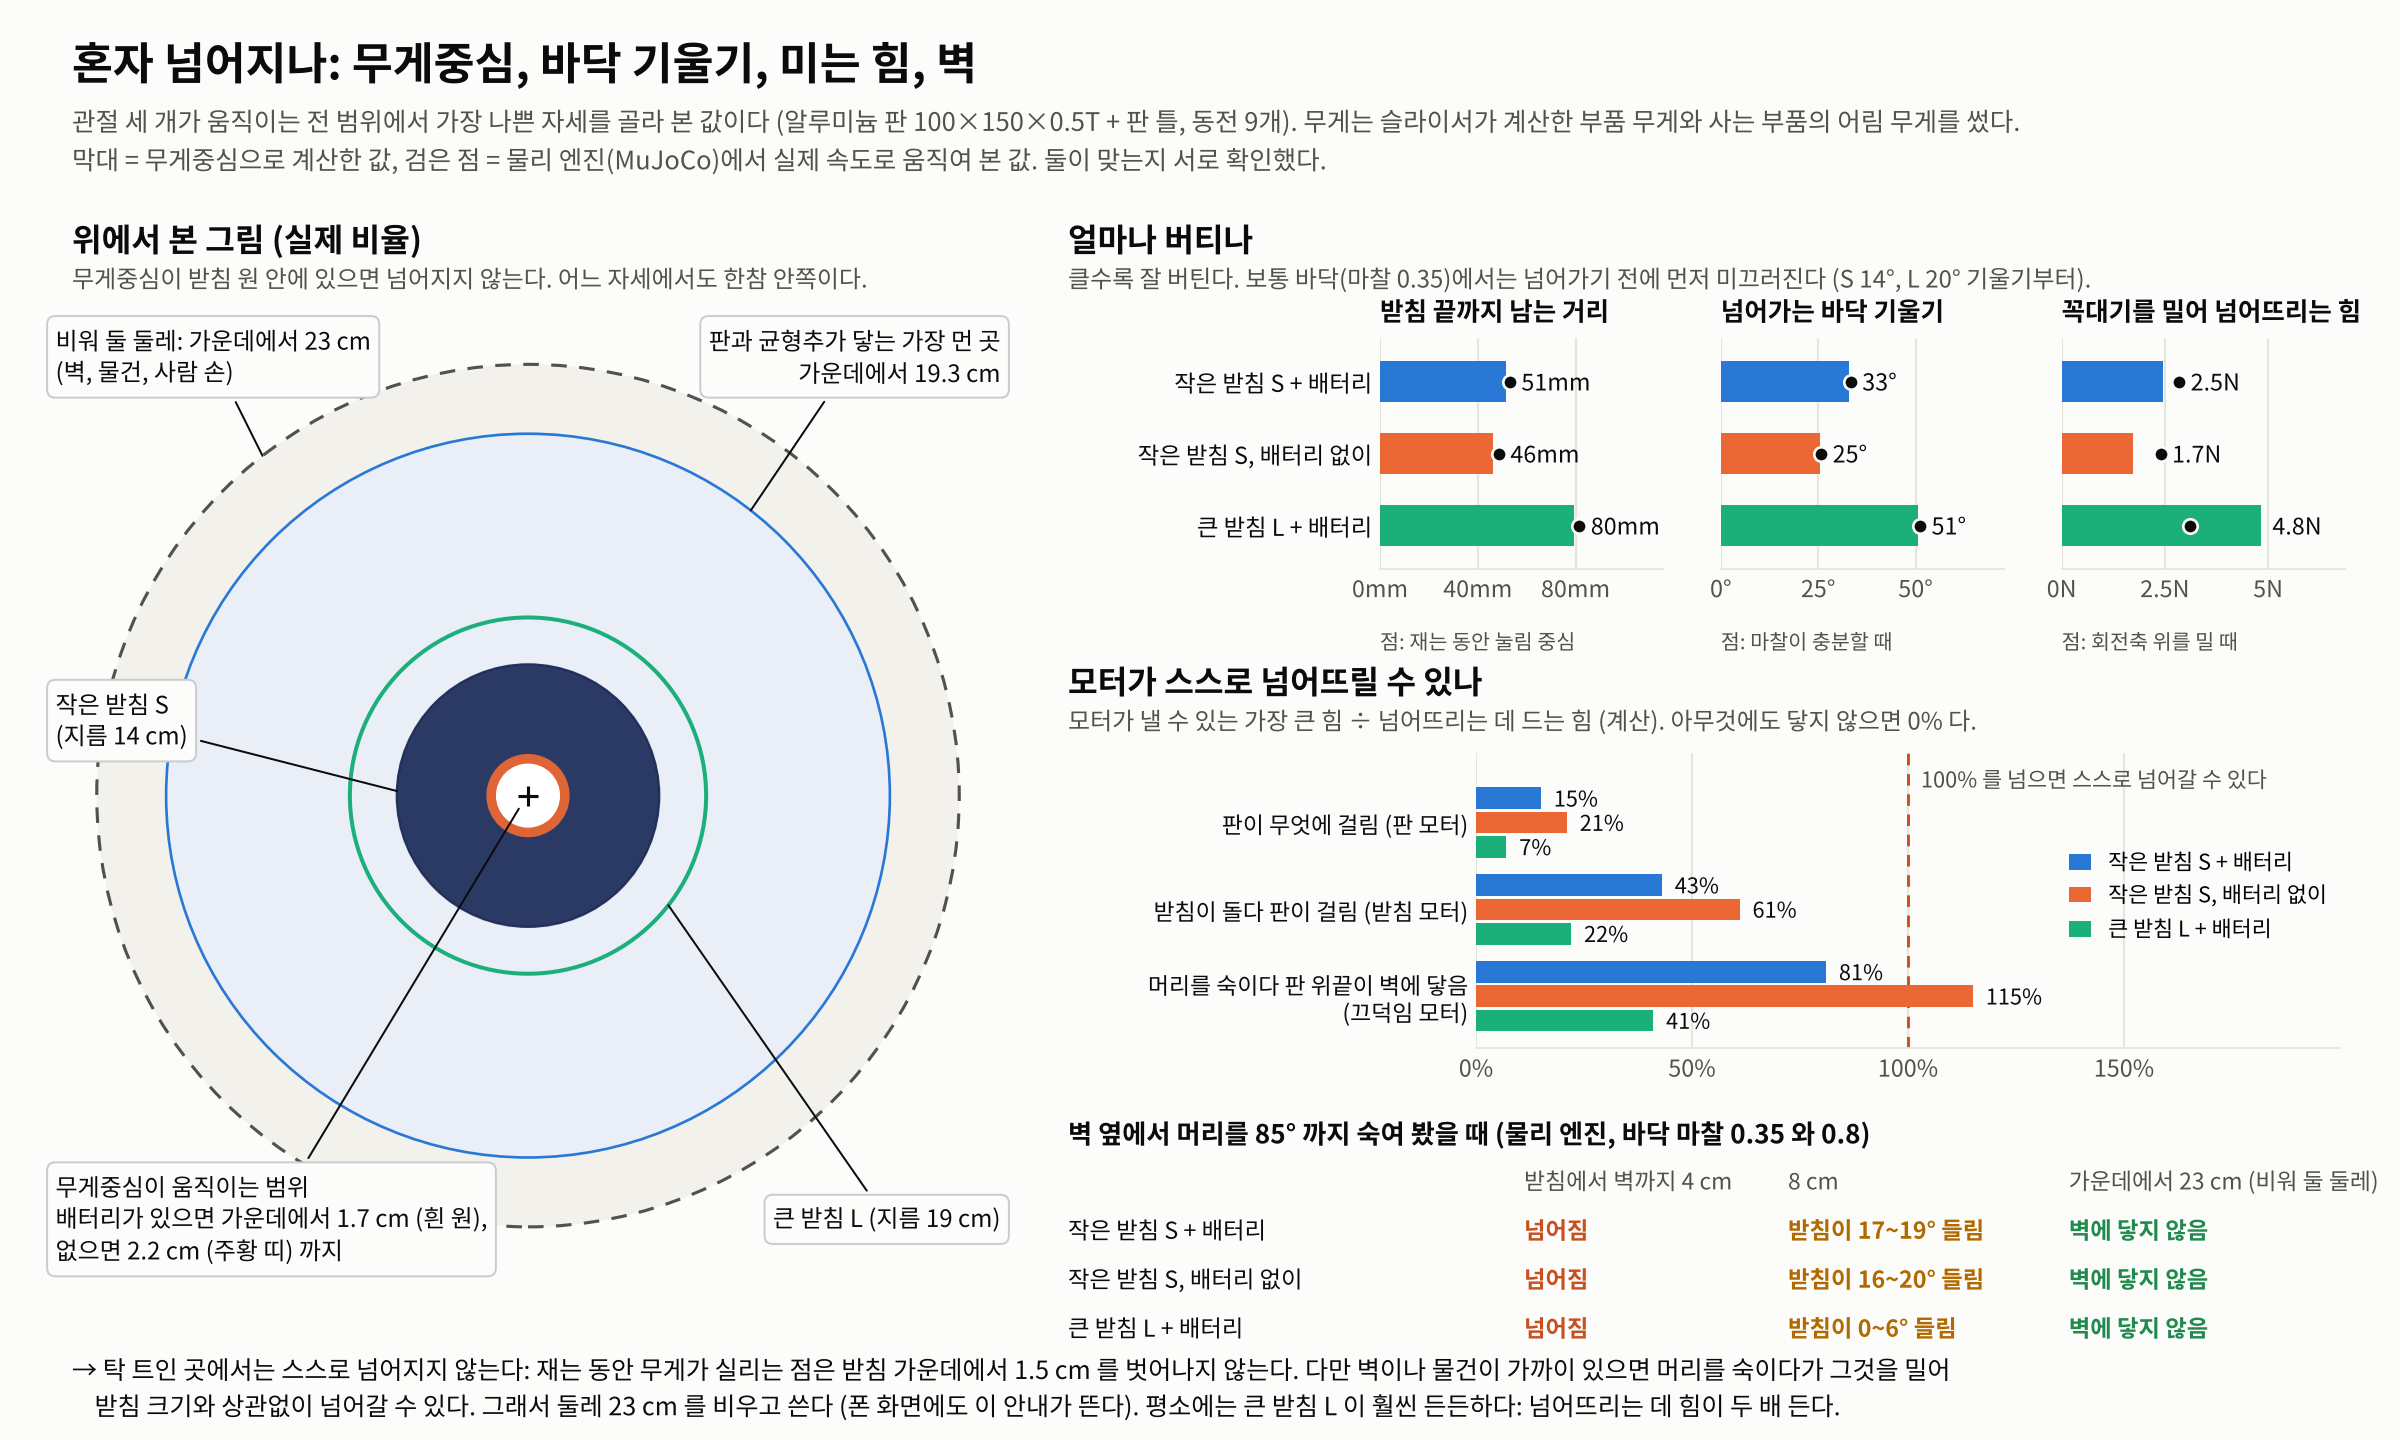 혼자 넘어지나: 무게중심, 바닥 기울기, 미는 힘, 벽
관절 세 개가 움직이는 전 범위에서 가장 나쁜 자세를 골라 본 값이다 (알루미늄 판 100×150×0.5T + 판 틀, 동전 9개). 무게는 슬라이서가 계산한 부품 무게와 사는 부품의 어림 무게를 썼다.
막대 = 무게중심으로 계산한 값, 검은 점 = 물리 엔진(MuJoCo)에서 실제 속도로 움직여 본 값. 둘이 맞는지 서로 확인했다.
위에서 본 그림 (실제 비율)
무게중심이 받침 원 안에 있으면 넘어지지 않는다. 어느 자세에서도 한참 안쪽이다.
비워 둘 둘레: 가운데에서 23 cm
(벽, 물건, 사람 손)
판과 균형추가 닿는 가장 먼 곳
가운데에서 19.3 cm
작은 받침 S
(지름 14 cm)
+
무게중심이 움직이는 범위
배터리가 있으면 가운데에서 1.7 cm (흰 원),
없으면 2.2 cm (주황 띠) 까지
큰 받침 L (지름 19 cm)
얼마나 버티나
클수록 잘 버틴다. 보통 바닥(마찰 0.35)에서는 넘어가기 전에 먼저 미끄러진다 (S 14°, L 20° 기울기부터).
받침 끝까지 남는 거리
넘어가는 바닥 기울기
꼭대기를 밀어 넘어뜨리는 힘
작은 받침 S + 배터리
51mm
33°
2.5N
작은 받침 S, 배터리 없이
46mm
25°
1.7N
큰 받침 L + 배터리
80mm
51°
4.8N
0mm
40mm
80mm
0°
25°
50°
0N
2.5N
5N
점: 재는 동안 눌림 중심
점: 마찰이 충분할 때
점: 회전축 위를 밀 때
모터가 스스로 넘어뜨릴 수 있나
모터가 낼 수 있는 가장 큰 힘 ÷ 넘어뜨리는 데 드는 힘 (계산). 아무것에도 닿지 않으면 0% 다.
100% 를 넘으면 스스로 넘어갈 수 있다
판이 무엇에 걸림 (판 모터)
15%
21%
7%
받침이 돌다 판이 걸림 (받침 모터)
43%
61%
22%
머리를 숙이다 판 위끝이 벽에 닿음
(끄덕임 모터)
81%
115%
41%
작은 받침 S + 배터리
작은 받침 S, 배터리 없이
큰 받침 L + 배터리
0%
50%
100%
150%
벽 옆에서 머리를 85° 까지 숙여 봤을 때 (물리 엔진, 바닥 마찰 0.35 와 0.8)
받침에서 벽까지 4 cm
8 cm
가운데에서 23 cm (비워 둘 둘레)
작은 받침 S + 배터리
넘어짐
받침이 17~19° 들림
벽에 닿지 않음
작은 받침 S, 배터리 없이
넘어짐
받침이 16~20° 들림
벽에 닿지 않음
큰 받침 L + 배터리
넘어짐
받침이 0~6° 들림
벽에 닿지 않음
→ 탁 트인 곳에서는 스스로 넘어지지 않는다: 재는 동안 무게가 실리는 점은 받침 가운데에서 1.5 cm 를 벗어나지 않는다. 다만 벽이나 물건이 가까이 있으면 머리를 숙이다가 그것을 밀어
받침 크기와 상관없이 넘어갈 수 있다. 그래서 둘레 23 cm 를 비우고 쓴다 (폰 화면에도 이 안내가 뜬다). 평소에는 큰 받침 L 이 훨씬 든든하다: 넘어뜨리는 데 힘이 두 배 든다.